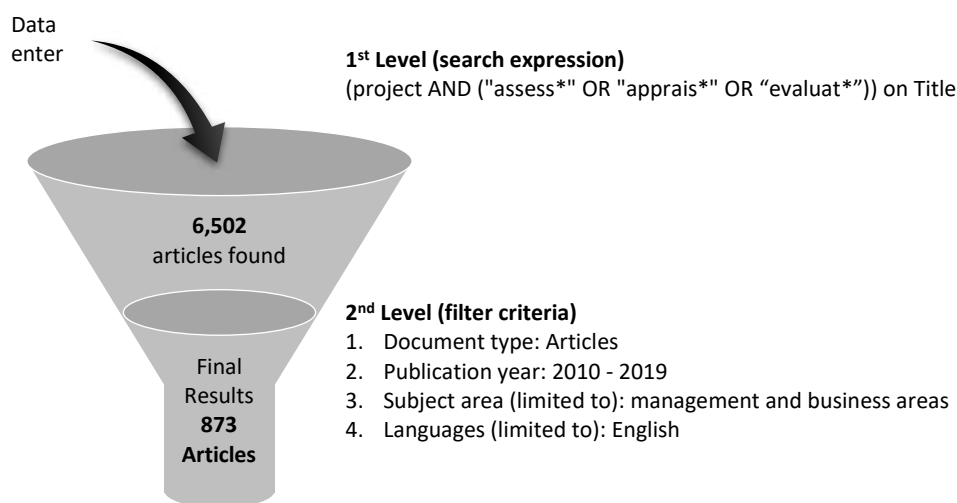 Data
enter
1st Level (search expression)
(project AND ("assess*" OR "apprais*" OR “evaluat*”)) on Title
6,502
articles found
2nd Level (filter criteria)
1. Document type: Articles
2. Publication year: 2010 - 2019
3. Subject area (limited to): management and business areas
4. Languages (limited to): English
Final
Results
873
Articles